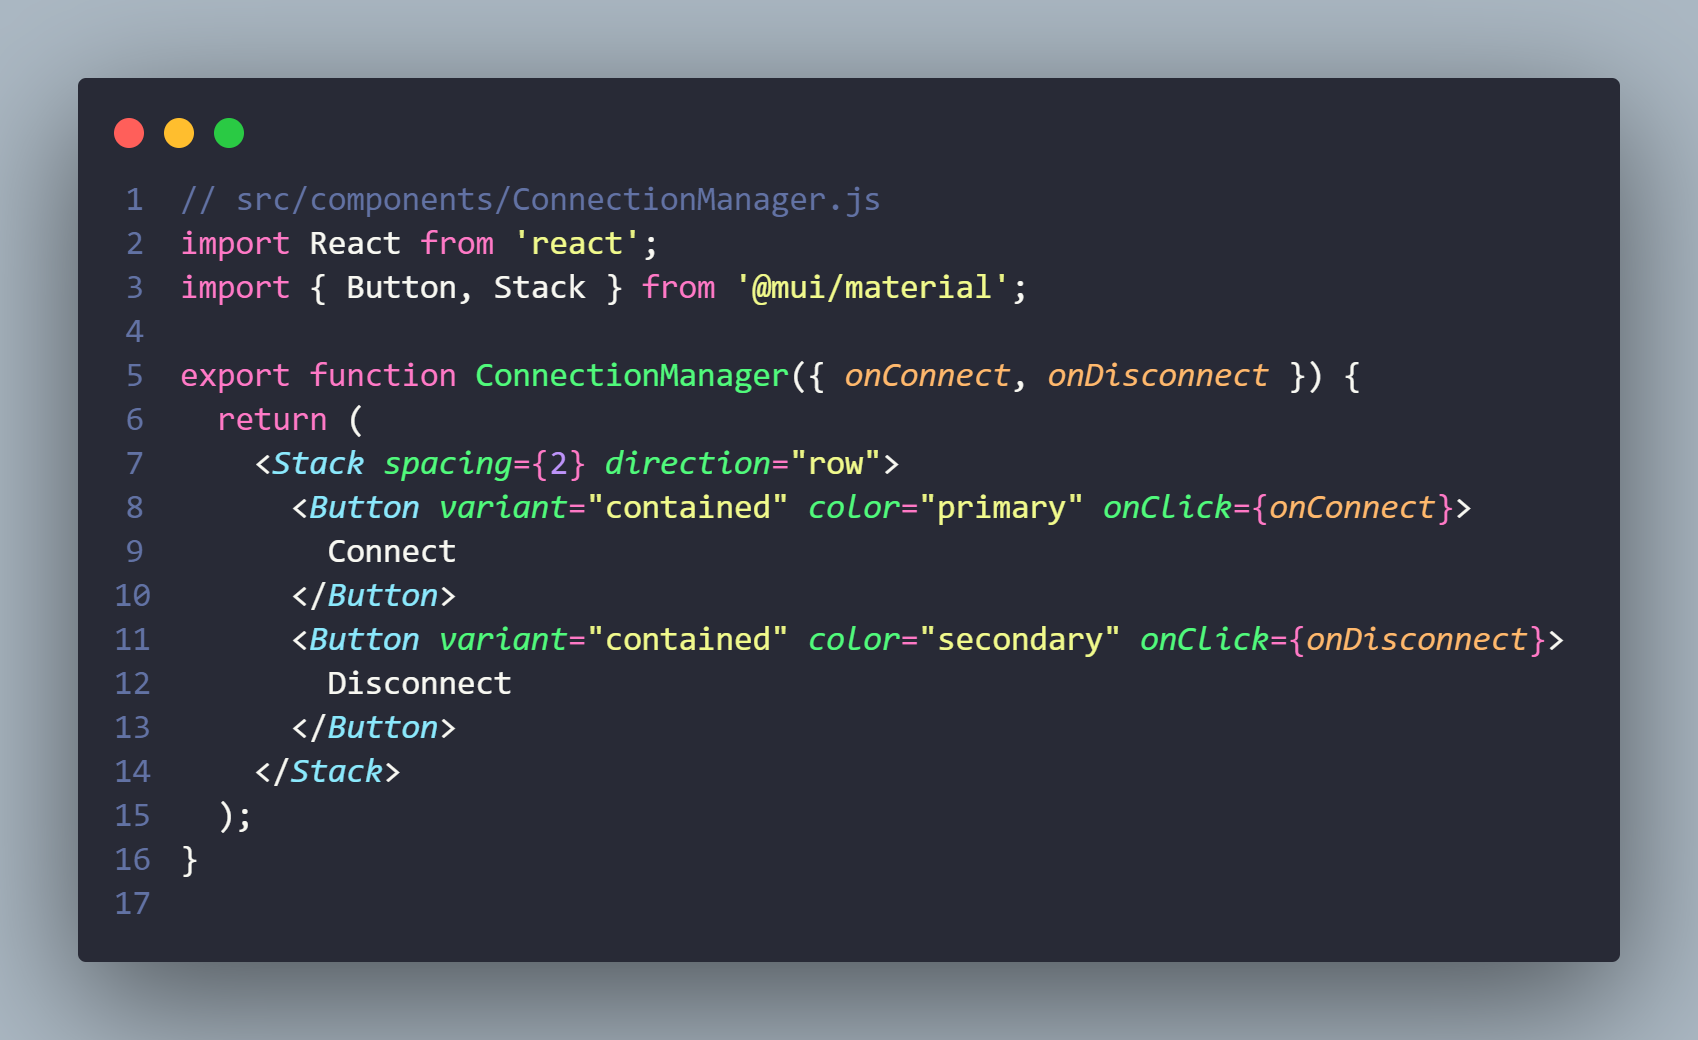 1 // src/components/ConnectionManager.js
2 import React from 'react';
3 import { Button, Stack } from '@mui/material';
4
5 export function ConnectionManager({ onConnect, onDisconnect }) {
6   return (
7     <Stack spacing={2} direction="row">
8       <Button variant="contained" color="primary" onClick={onConnect}>
9         Connect
10       </Button>
11       <Button variant="contained" color="secondary" onClick={onDisconnect}>
12         Disconnect
13       </Button>
14     </Stack>
15   );
16 }
17